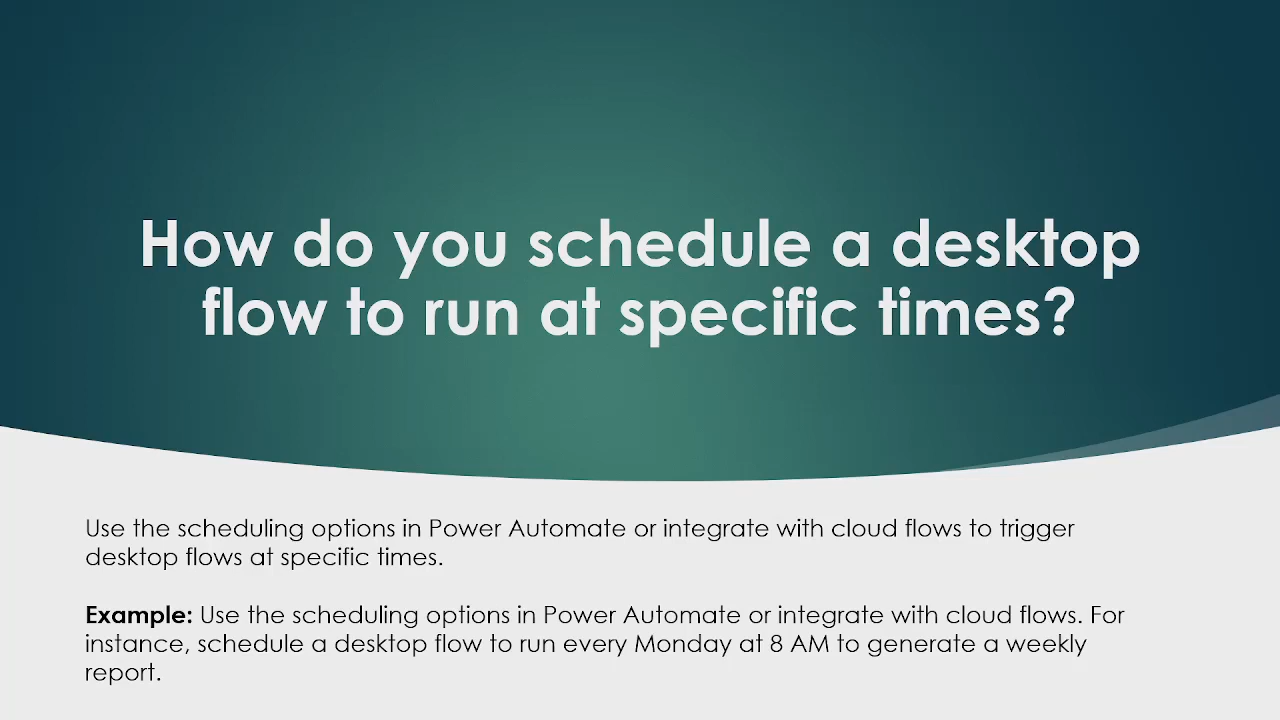 How do you schedule a desktop
flow to run at specific times?
Use the scheduling options in Power Automate or integrate with cloud flows to trigger
desktop flows at specific times.
Example: Use the scheduling options in Power Automate or integrate with cloud flows. For
instance, schedule a desktop flow to run every Monday at 8 AM to generate a weekly
report.